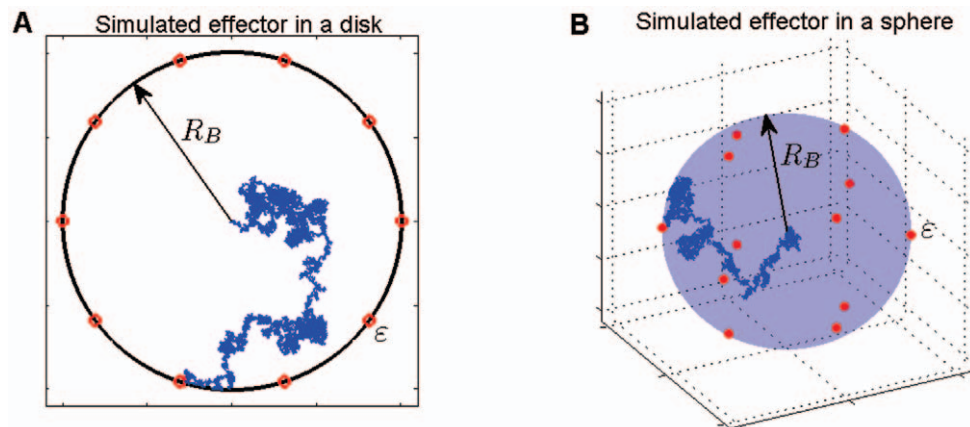 A Simulated effector in a disk
R_B
ε
B Simulated effector in a sphere
R_B
ε